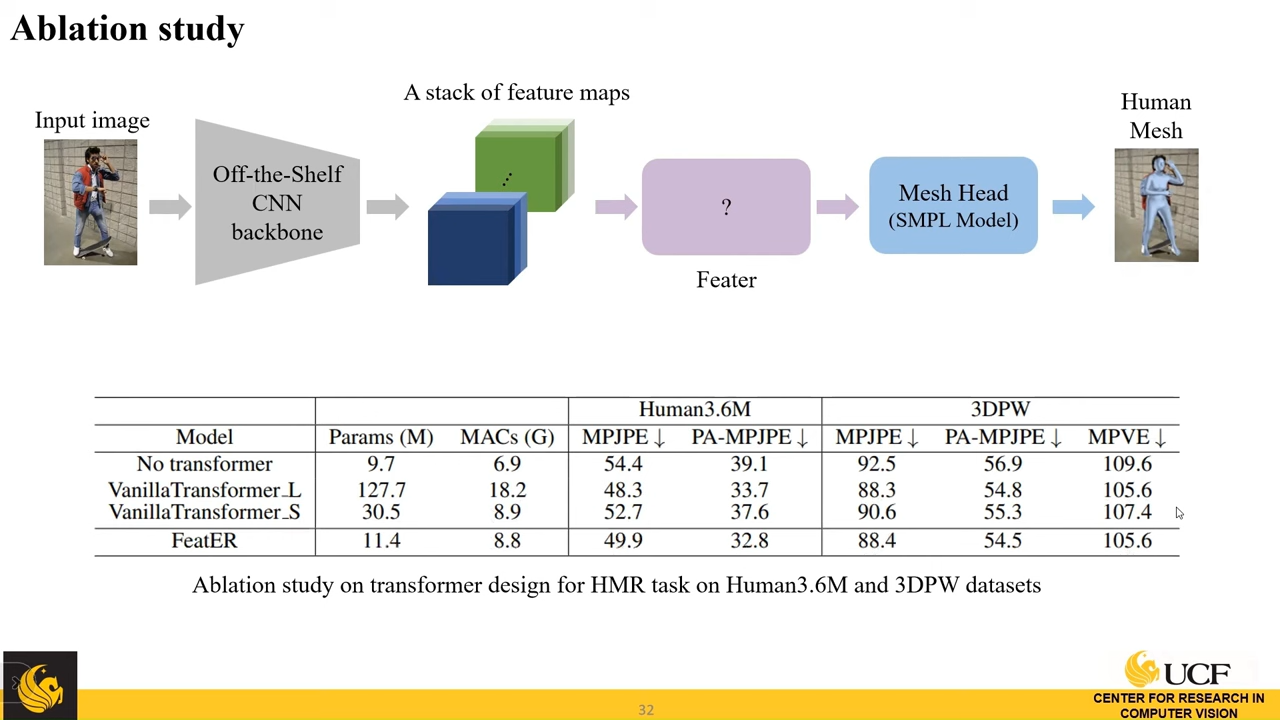 Ablation study
A stack of feature maps
Input image
Human
Mesh
Off-the-Shelf
CNN
backbone
?
Mesh Head
(SMPL Model)
Feater
Human3.6M 3DPW
Model Params (M) MACs (G) MPJPE ↓ PA-MPJPE ↓ MPJPE ↓ PA-MPJPE ↓ MPVE ↓
No transformer 9.7 6.9 54.4 39.1 92.5 56.9 109.6
VanillaTransformer_L 127.7 18.2 48.3 33.7 88.3 54.8 105.6
VanillaTransformer_S 30.5 8.9 52.7 37.6 90.6 55.3 107.4
FeatER 11.4 8.8 49.9 32.8 88.4 54.5 105.6
Ablation study on transformer design for HMR task on Human3.6M and 3DPW datasets
UCF
CENTER FOR RESEARCH IN
COMPUTER VISION
32